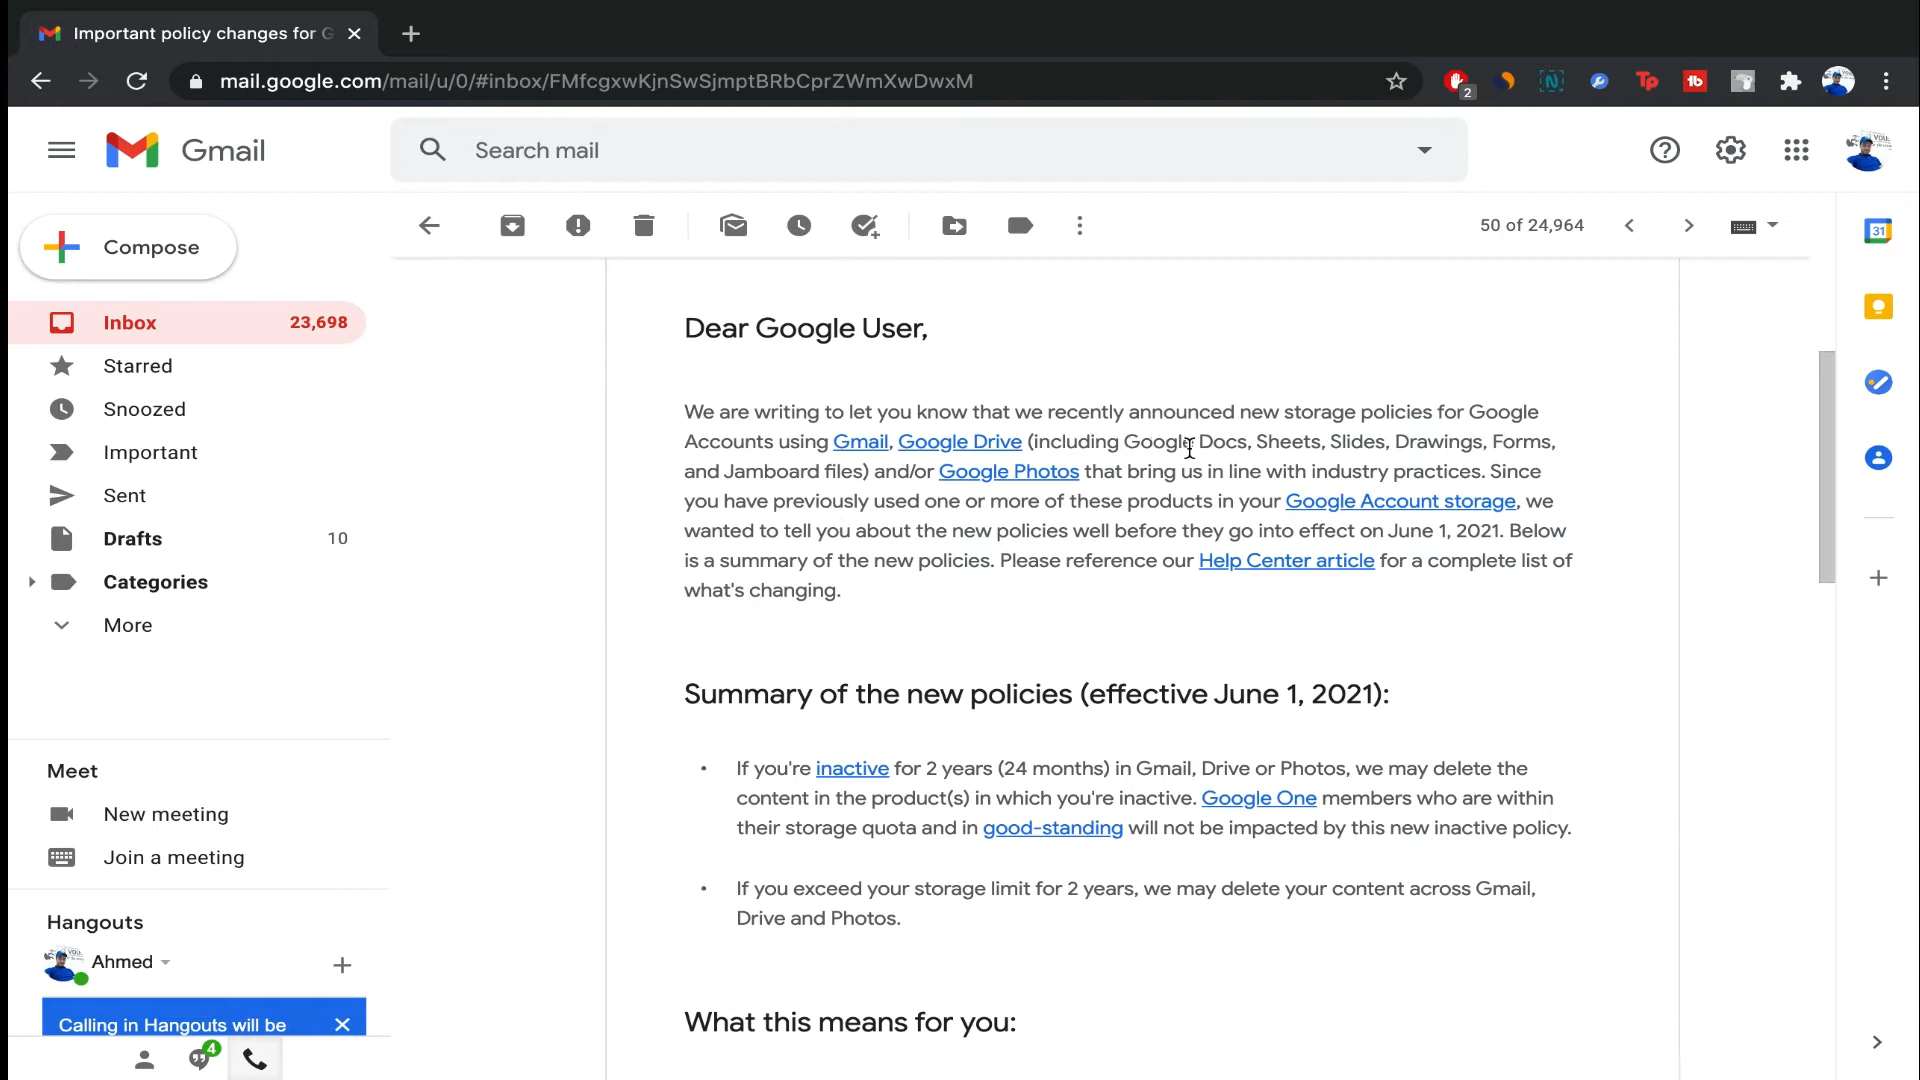 Important policy changes for G
mail.google.com/mail/u/0/#inbox/FMfcgxwKjnSwSjmptBRbCprZWmXwDwxM
2
Tp
tb
Gmail
Search mail
Compose
50 of 24,964
31
Inbox 23,698
Starred
Snoozed
Important
Sent
Drafts 10
Categories
More
Meet
New meeting
Join a meeting
Hangouts
Ahmed
Calling in Hangouts will be
4
Dear Google User,
We are writing to let you know that we recently announced new storage policies for Google
Accounts using Gmail, Google Drive (including Google Docs, Sheets, Slides, Drawings, Forms,
and Jamboard files) and/or Google Photos that bring us in line with industry practices. Since
you have previously used one or more of these products in your Google Account storage, we
wanted to tell you about the new policies well before they go into effect on June 1, 2021. Below
is a summary of the new policies. Please reference our Help Center article for a complete list of
what's changing.
Summary of the new policies (effective June 1, 2021):
• If you're inactive for 2 years (24 months) in Gmail, Drive or Photos, we may delete the
content in the product(s) in which you're inactive. Google One members who are within
their storage quota and in good-standing will not be impacted by this new inactive policy.
• If you exceed your storage limit for 2 years, we may delete your content across Gmail,
Drive and Photos.
What this means for you: